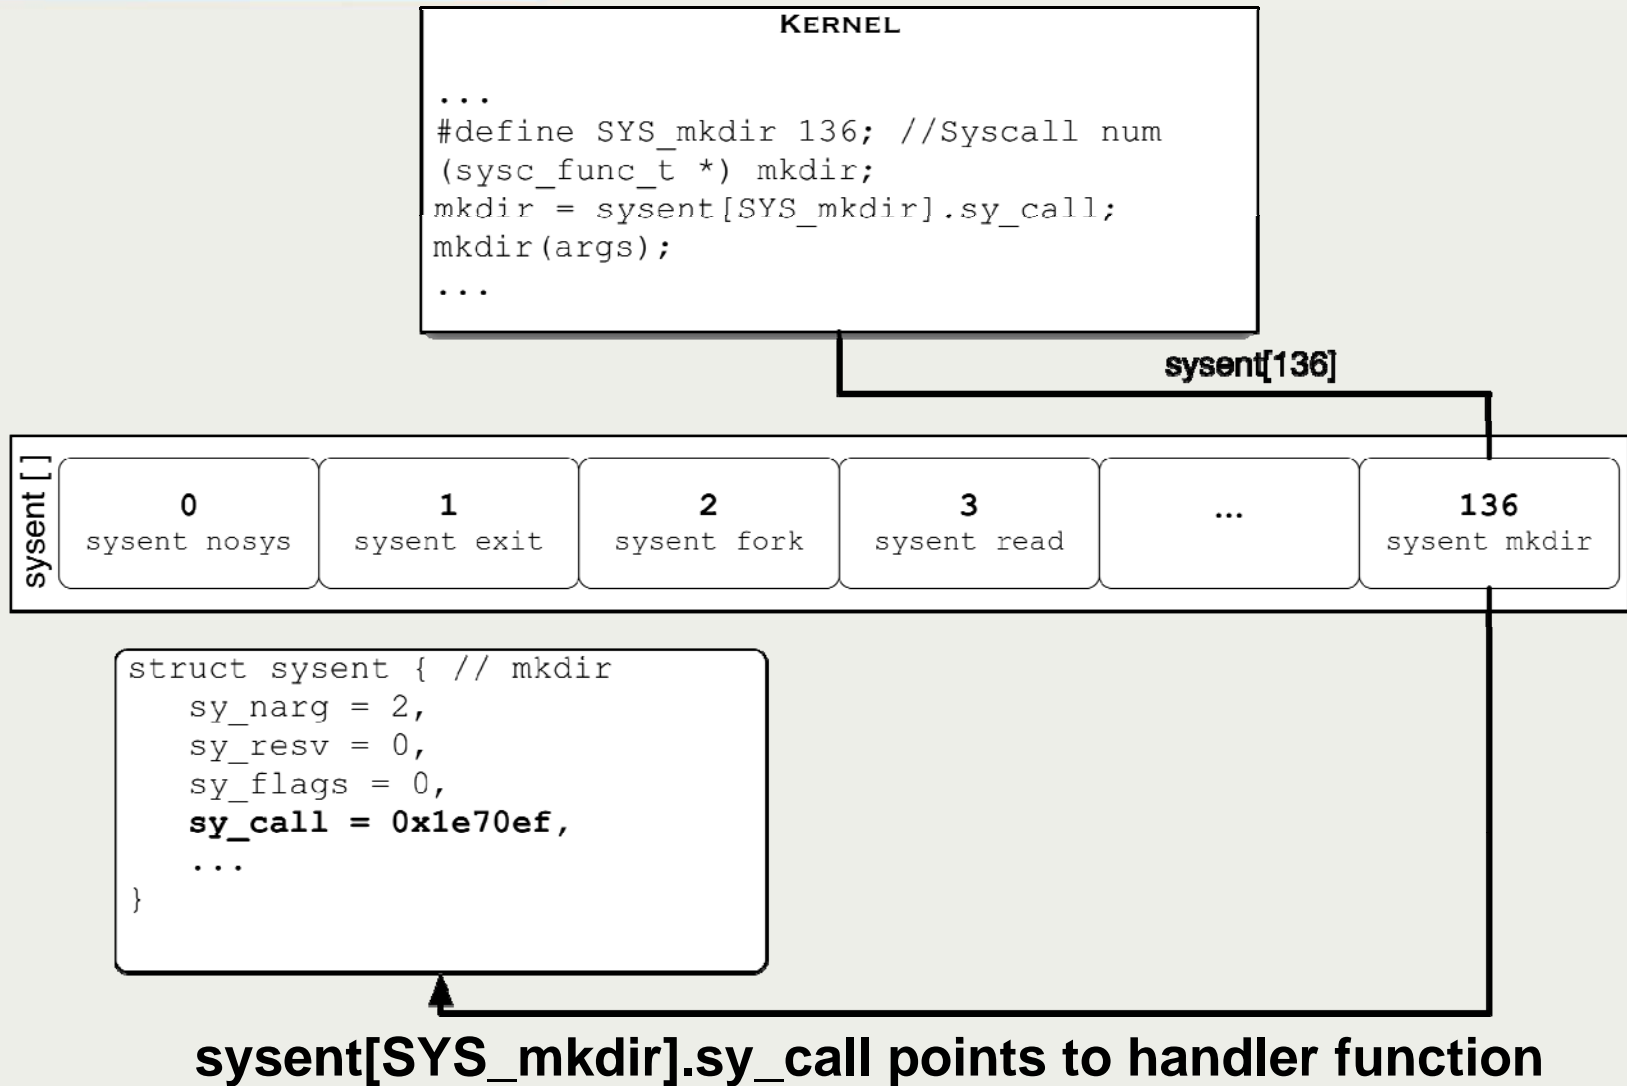 KERNEL
...
#define SYS_mkdir 136; //Syscall num
(sysc_func_t *) mkdir;
mkdir = sysent[SYS_mkdir].sy_call;
mkdir(args);
...
sysent[136]
sysent [ ]
0
sysent nosys
1
sysent exit
2
sysent fork
3
sysent read
...
136
sysent mkdir
struct sysent { // mkdir
sy_narg = 2,
sy_resv = 0,
sy_flags = 0,
sy_call = 0x1e70ef,
...
}
sysent[SYS_mkdir].sy_call points to handler function